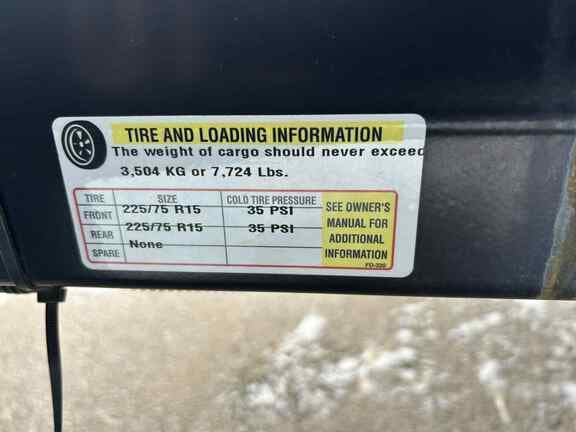 TIRE AND LOADING INFORMATION
The weight of cargo should never exceed
3,504 KG or 7,724 Lbs.
TIRE SIZE COLD TIRE PRESSURE
FRONT 225/75 R15 35 PSI
REAR 225/75 R15 35 PSI
SPARE None
SEE OWNER'S
MANUAL FOR
ADDITIONAL
INFORMATION
FO-320